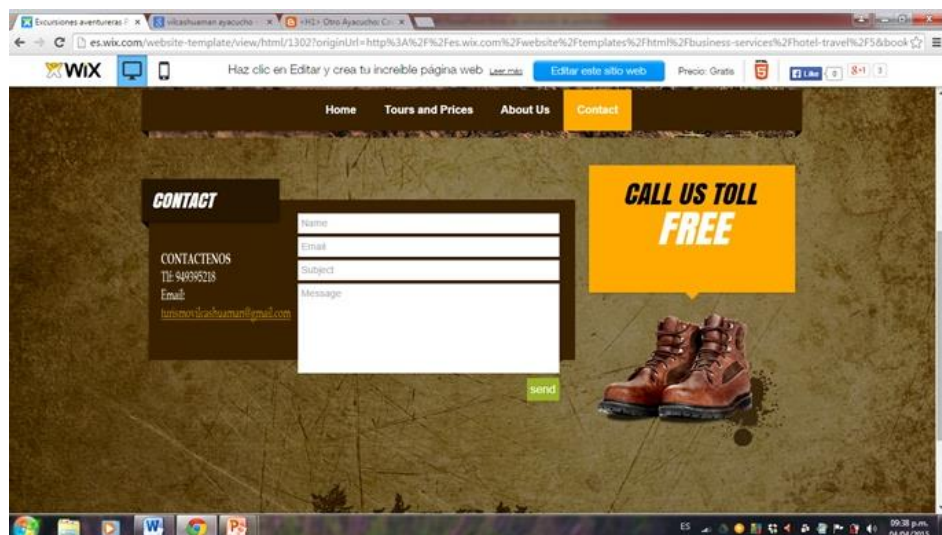 Excursiones aventureras
vilcashuaman ayacucho
<H1> Otro Ayacucho:
es.wix.com/website-template/view/html/1302?originUrl=http%3A%2F%2Fes.wix.com%2Fwebsite%2Ftemplates%2Fhtml%2Fbusiness-services%2Fhotel-travel%2F5&book
WiX
Haz clic en Editar y crea tu increíble página web Leer más
Editar este sitio web
Precio: Gratis
Like 0
g+1 3
Home Tours and Prices About Us Contact
CONTACT
CONTACTENOS
Tlf: 949395218
Email:
turismovilcashuaman@gmail.com
Name
Email
Subject
Message
send
CALL US TOLL
FREE
ES
09:38 p.m.
04/04/2015